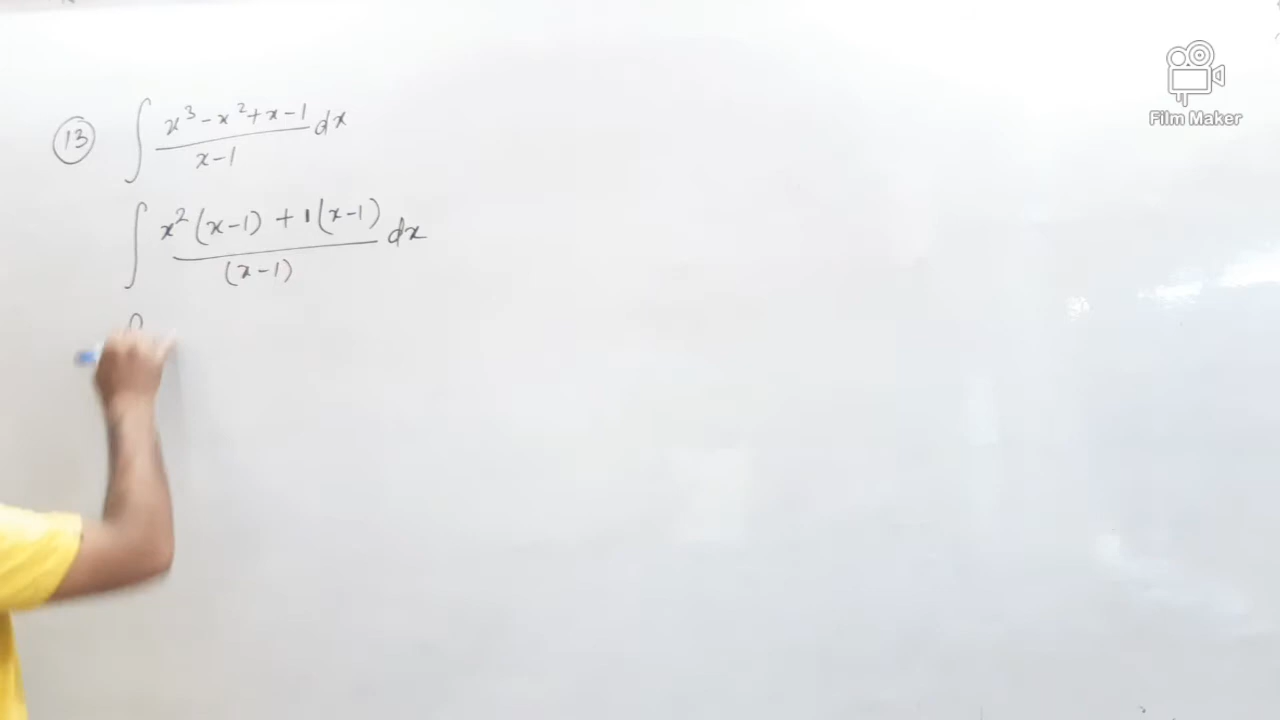 (13) ∫ x³ - x² + x - 1 / x - 1 dx
∫ x² (x - 1) + 1 (x - 1) / (x - 1) dx
∫
Film Maker